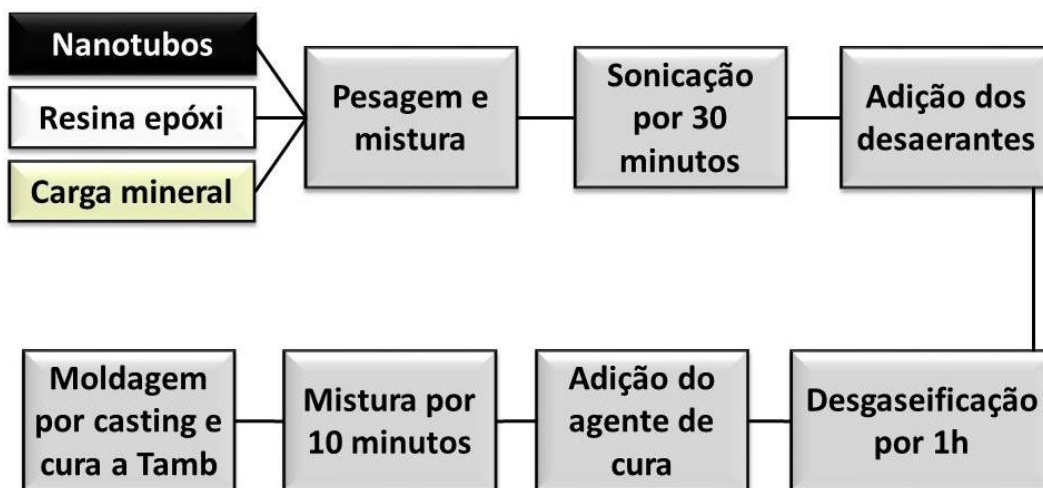 Nanotubos
Resina epóxi
Carga mineral
Pesagem e
mistura
Sonicação
por 30
minutos
Adição dos
desaerantes
Desgaseificação
por 1h
Adição do
agente de
cura
Mistura por
10 minutos
Moldagem
por casting e
cura a Tamb